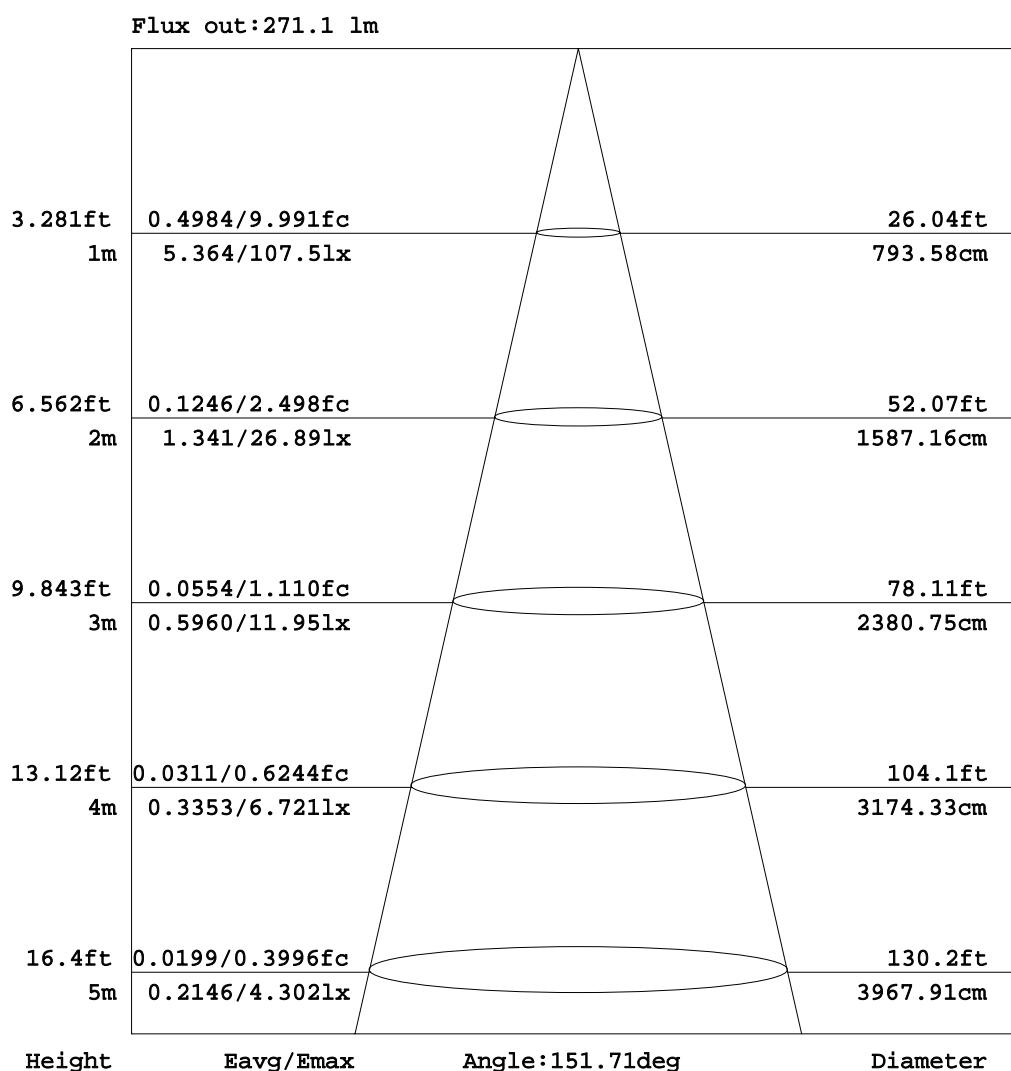 Flux out:271.1 lm
3.281ft 0.4984/9.991fc 26.04ft
1m 5.364/107.5lx 793.58cm
6.562ft 0.1246/2.498fc 52.07ft
2m 1.341/26.89lx 1587.16cm
9.843ft 0.0554/1.110fc 78.11ft
3m 0.5960/11.95lx 2380.75cm
13.12ft 0.0311/0.6244fc 104.1ft
4m 0.3353/6.721lx 3174.33cm
16.4ft 0.0199/0.3996fc 130.2ft
5m 0.2146/4.302lx 3967.91cm
Height Eavg/Emax Angle:151.71deg Diameter